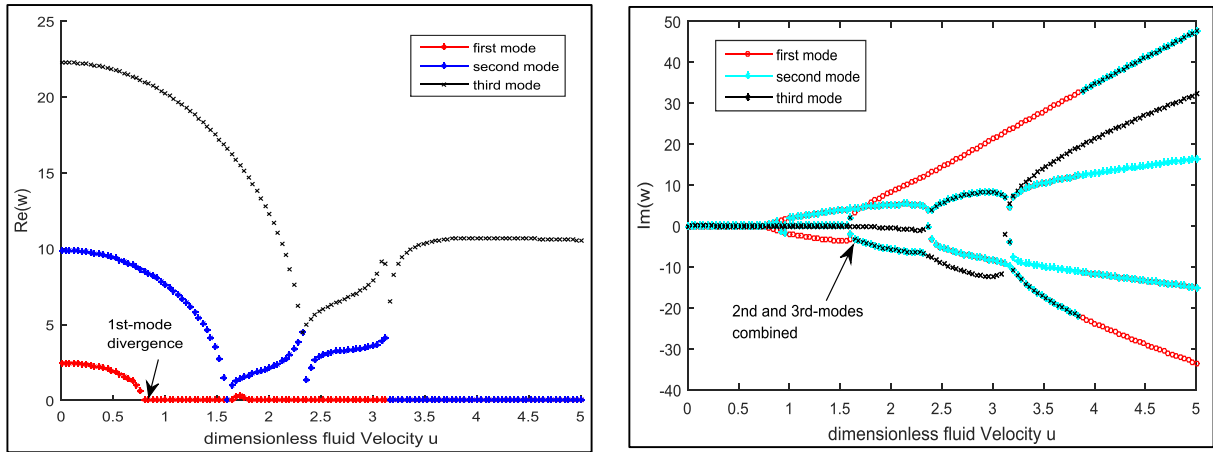 25
20
15
10
5
0
Re(w)
first mode
second mode
third mode
1st-mode
divergence
0 0.5 1 1.5 2 2.5 3 3.5 4 4.5 5
dimensionless fluid Velocity u
50
40
30
20
10
0
-10
-20
-30
-40
Im(w)
first mode
second mode
third mode
2nd and 3rd-modes
combined
0 0.5 1 1.5 2 2.5 3 3.5 4 4.5 5
dimensionless fluid Velocity u